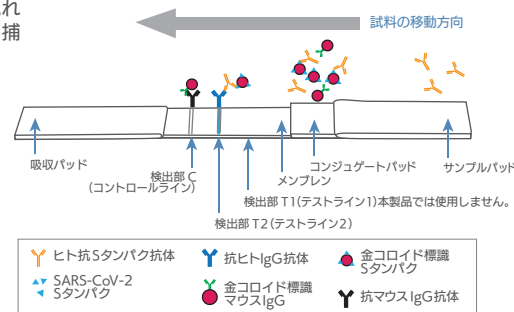 れ
捕
試料の移動方向
吸収パッド
検出部 C
(コントロールライン)
メンブレン
コンジュゲートパッド
サンプルパッド
検出部 T1(テストライン1)本製品では使用しません。
検出部 T2(テストライン2)
ヒト抗Sタンパク抗体
抗ヒトIgG抗体
金コロイド標識
Sタンパク
SARS-CoV-2
Sタンパク
金コロイド標識
マウスIgG
抗マウスIgG抗体